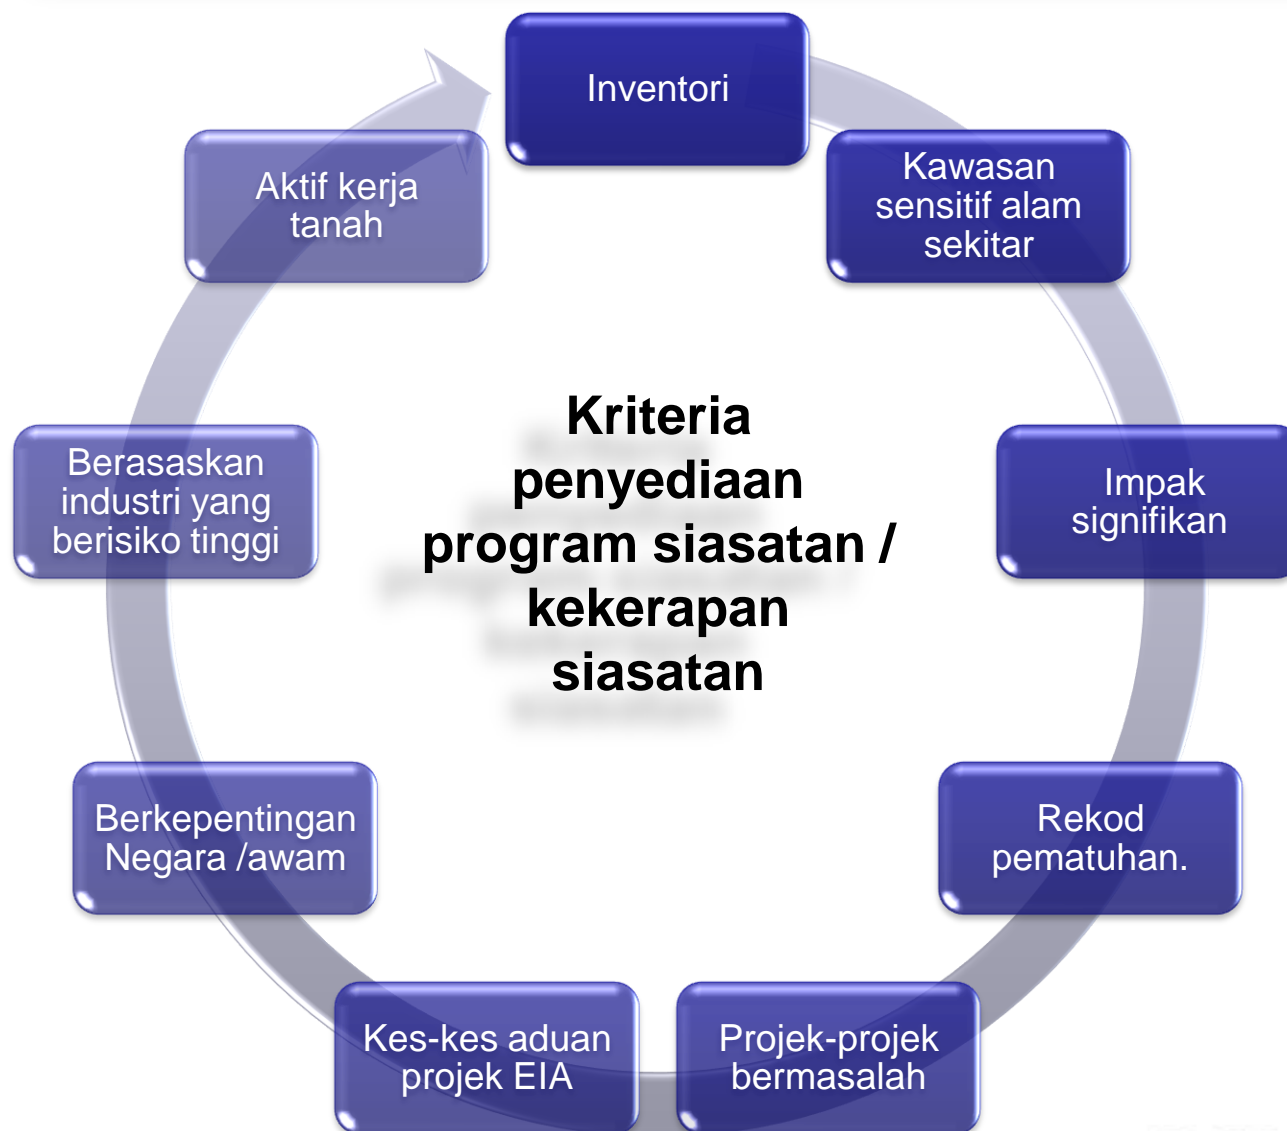 Inventori
Kawasan
sensitif alam
sekitar
Impak
signifikan
Rekod
pematuhan.
Projek-projek
bermasalah
Kes-kes aduan
projek EIA
Berkepentingan
Negara /awam
Berasaskan
industri yang
berisiko tinggi
Aktif kerja
tanah
Kriteria
penyediaan
program siasatan /
kekerapan
siasatan